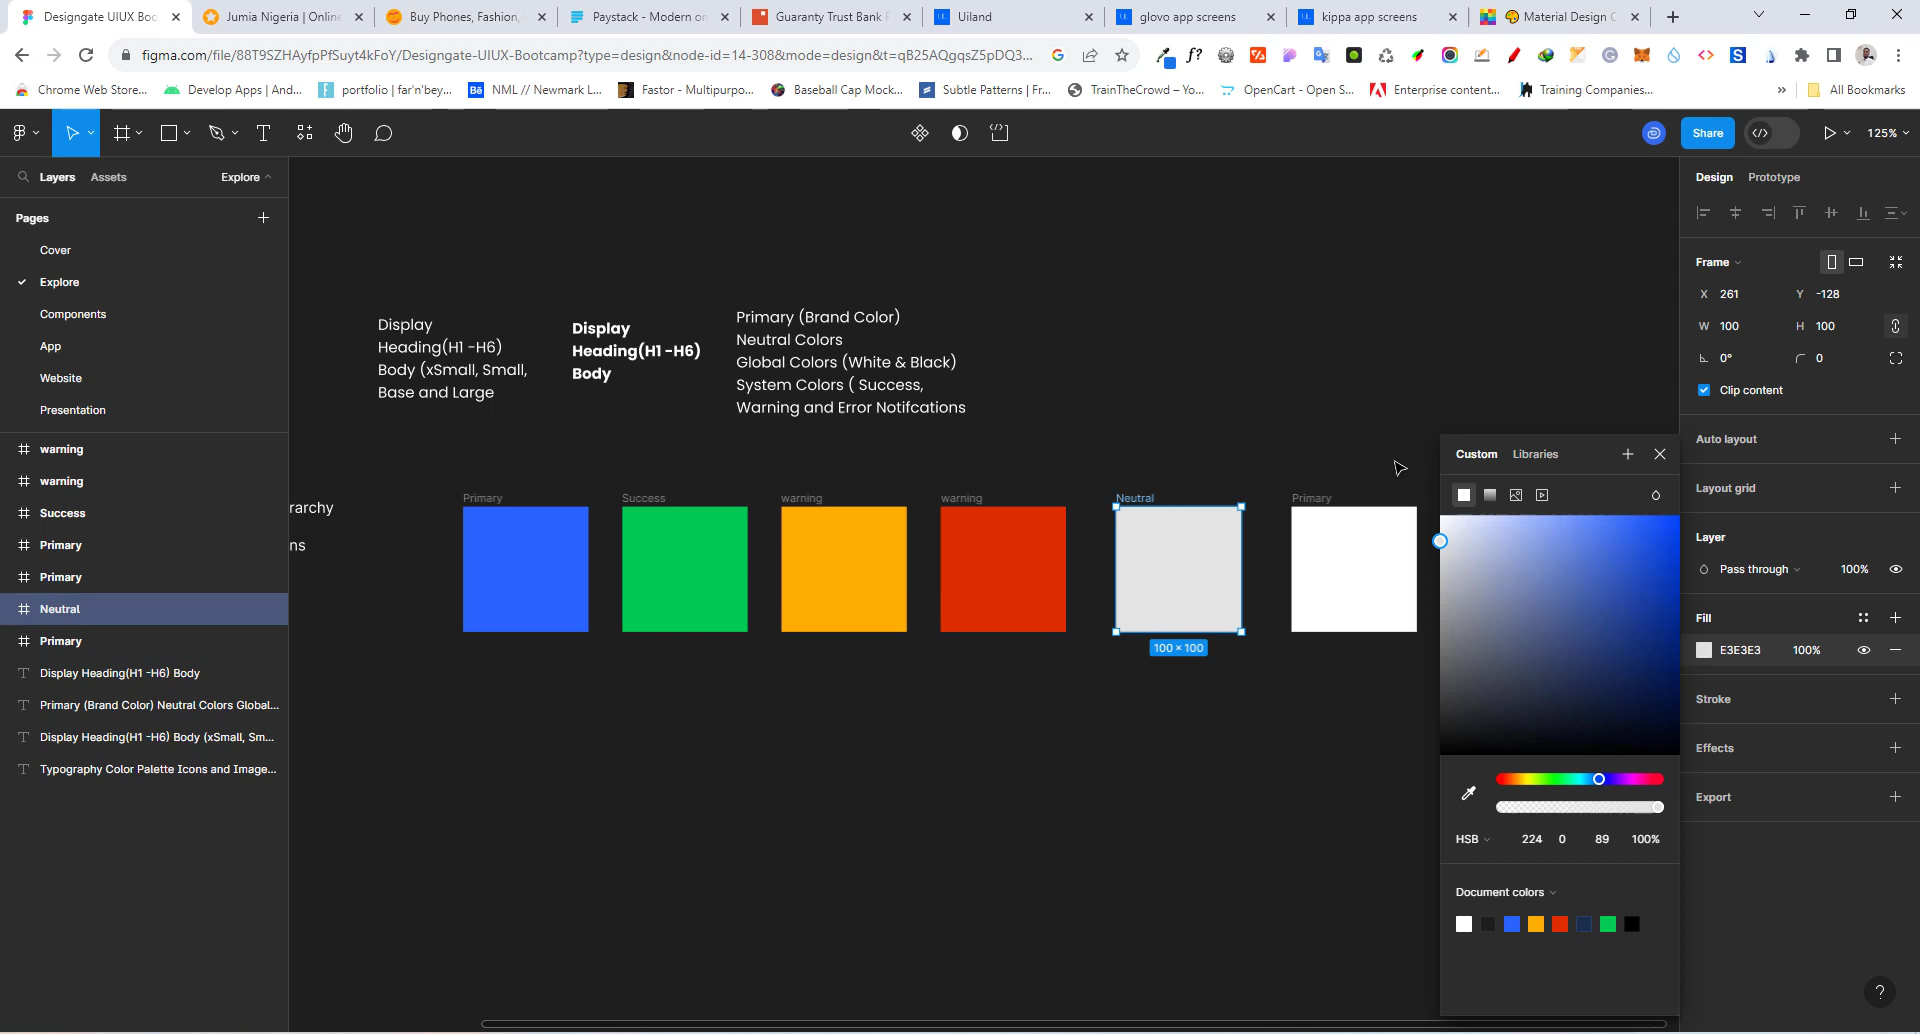 Designgate UIUX Boo
Jumia Nigeria | Online
Buy Phones, Fashion,
Paystack - Modern on
Guaranty Trust Bank P
Uiland
glovo app screens
kippa app screens
Material Design C
figma.com/file/88T9SZHAyfpPfSuyt4kFoY/Designgate-UIUX-Bootcamp?type=design&node-id=14-308&mode=design&t=qB25AQgqsZ5pDQ3...
Chrome Web Store...
Develop Apps | And...
portfolio | far'n'bey...
NML // Newmark L...
Fastor - Multipurpo...
Baseball Cap Mock...
Subtle Patterns | Fr...
TrainTheCrowd – Yo...
OpenCart - Open S...
Enterprise content...
Training Companies...
All Bookmarks
Share
125%
Layers
Assets
Explore
Design
Prototype
Pages
Cover
Explore
Components
App
Website
Presentation
warning
warning
Success
Primary
Primary
Neutral
Primary
Display Heading(H1 -H6) Body
Primary (Brand Color) Neutral Colors Global...
Display Heading(H1 -H6) Body (xSmall, Sm...
Typography Color Palette Icons and Image...
Display
Heading(H1 -H6)
Body (xSmall, Small,
Base and Large
Display
Heading(H1 -H6)
Body
Primary (Brand Color)
Neutral Colors
Global Colors (White & Black)
System Colors ( Success,
Warning and Error Notifcations
rarchy
ns
Primary
Success
warning
warning
Neutral
Primary
100 × 100
Custom
Libraries
HSB
224
0
89
100%
Document colors
Frame
X
261
Y
-128
W
100
H
100
0°
0
Clip content
Auto layout
Layout grid
Layer
Pass through
100%
Fill
E3E3E3
100%
Stroke
Effects
Export
?